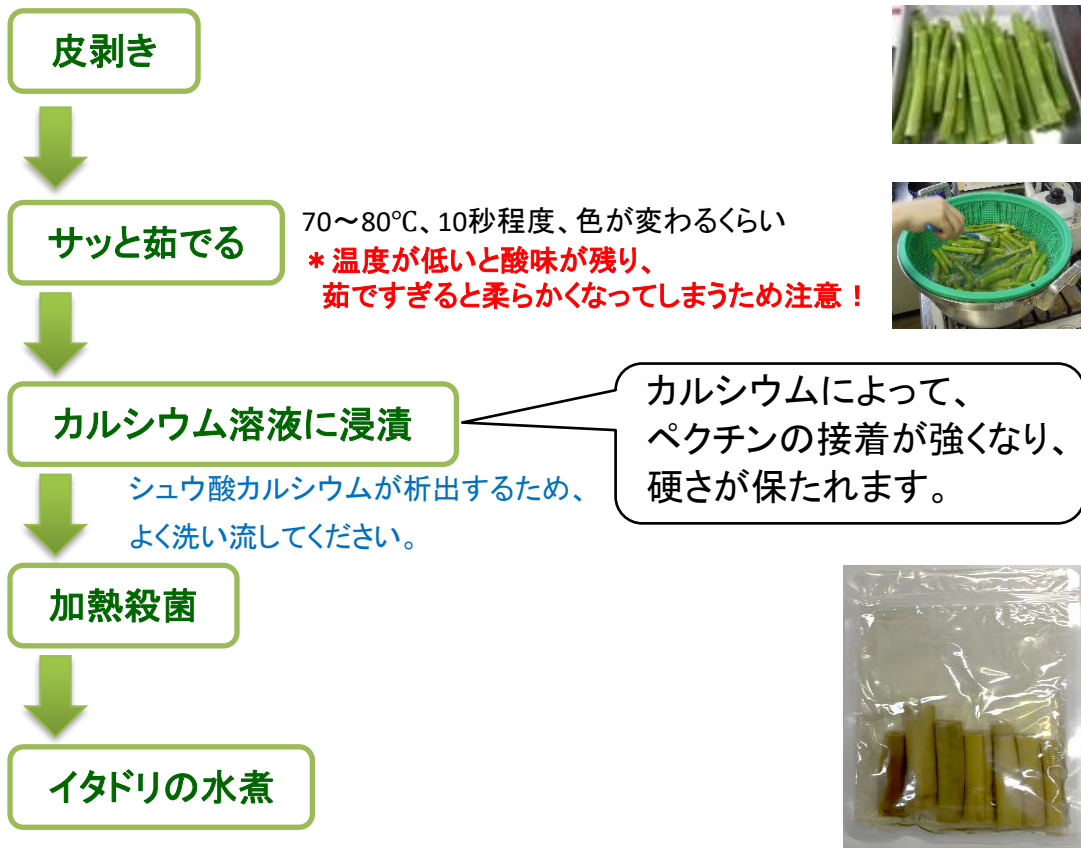 皮剥き
サッと茹でる
70～80℃、10秒程度、色が変わるくらい
＊温度が低いと酸味が残り、
茹ですぎると柔らかくなってしまうため注意！
カルシウム溶液に浸漬
カルシウムによって、
ペクチンの接着が強くなり、
硬さが保たれます。
シュウ酸カルシウムが析出するため、
よく洗い流してください。
加熱殺菌
イタドリの水煮